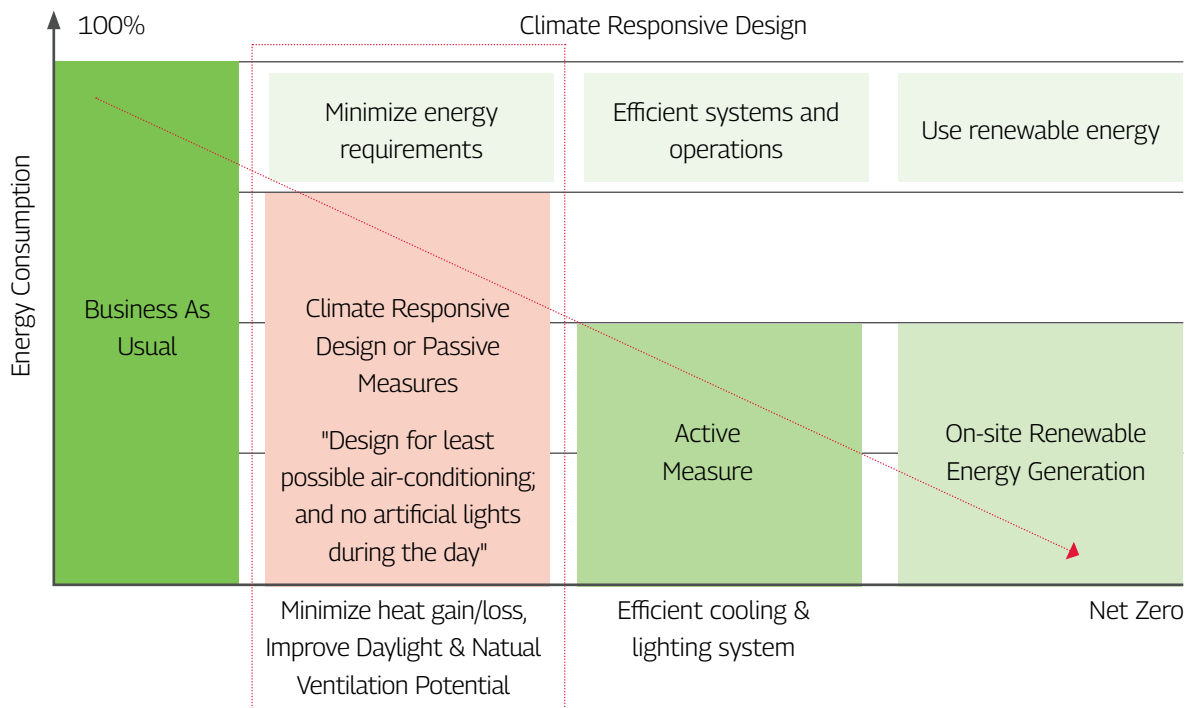 100%
Climate Responsive Design
Energy Consumption
Minimize energy
requirements
Efficient systems and
operations
Use renewable energy
Business As
Usual
Climate Responsive
Design or Passive
Measures
"Design for least
possible air-conditioning;
and no artificial lights
during the day"
Active
Measure
On-site Renewable
Energy Generation
Minimize heat gain/loss,
Improve Daylight & Natual
Ventilation Potential
Efficient cooling &
lighting system
Net Zero